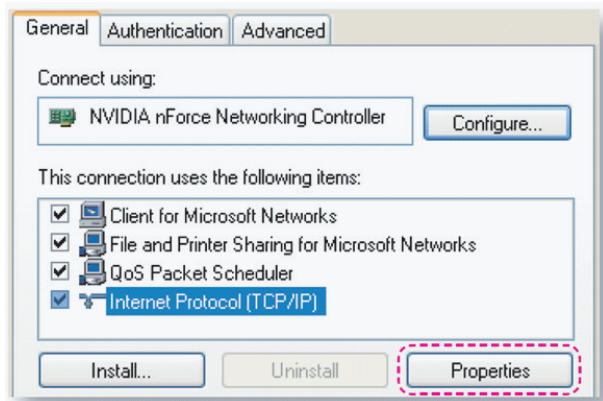 General Authentication Advanced
Connect using:
NVIDIA nForce Networking Controller Configure...
This connection uses the following items:
Client for Microsoft Networks
File and Printer Sharing for Microsoft Networks
QoS Packet Scheduler
Internet Protocol (TCP/IP)
Install... Uninstall Properties